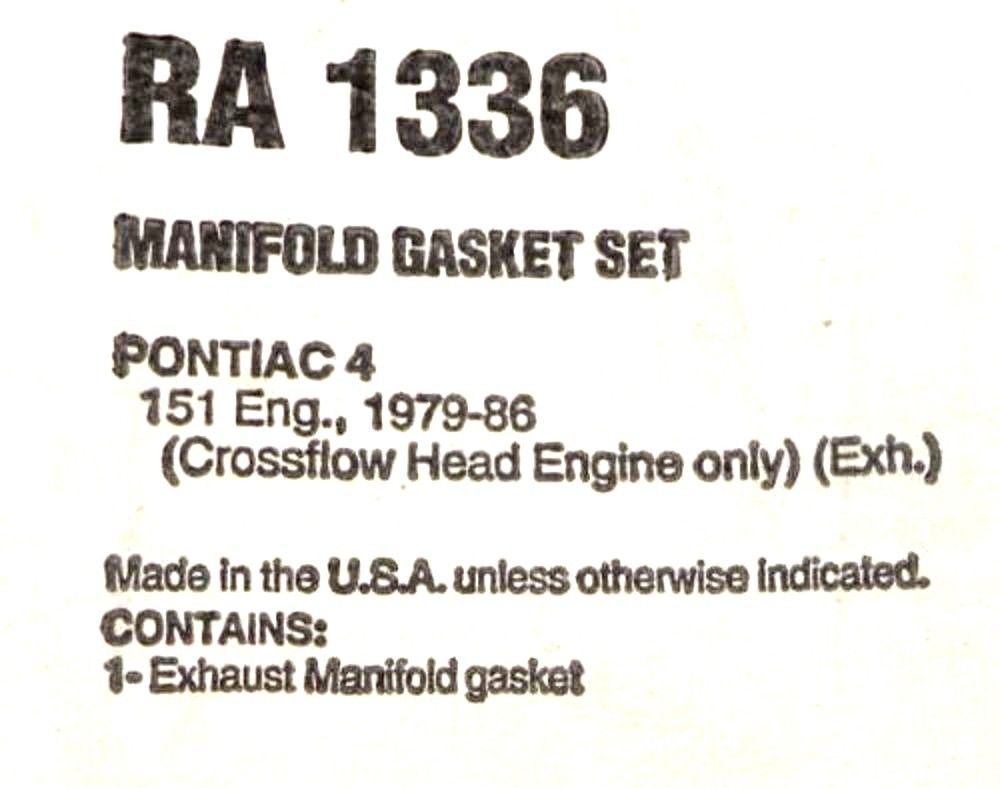 RA 1336
MANIFOLD GASKET SET
PONTIAC 4
151 Eng., 1979-86
(Crossflow Head Engine only) (Exh.)
Made in the U.S.A. unless otherwise indicated.
CONTAINS:
1- Exhaust Manifold gasket